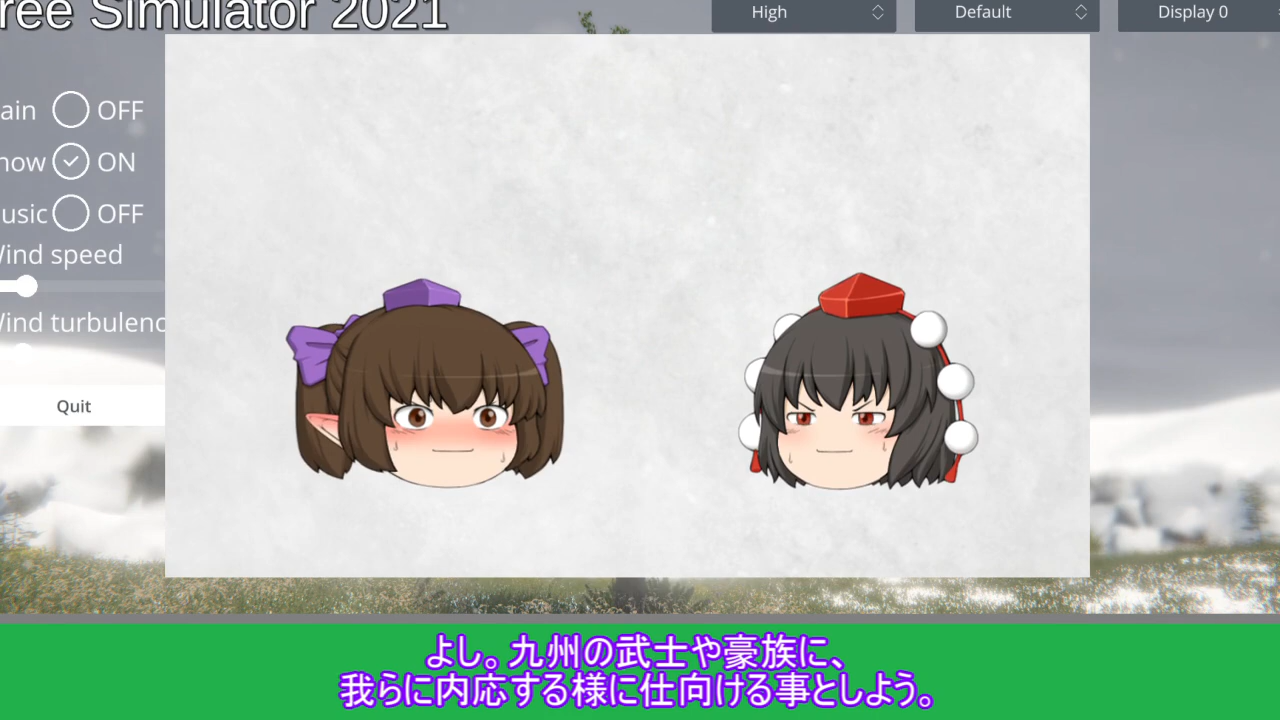 ree Simulator 2021
High
Default
Display 0
ain OFF
now ON
usic OFF
Wind speed
Wind turbulenc
Quit
よし。九州の武士や豪族に、
我らに内応する様に仕向ける事としよう。